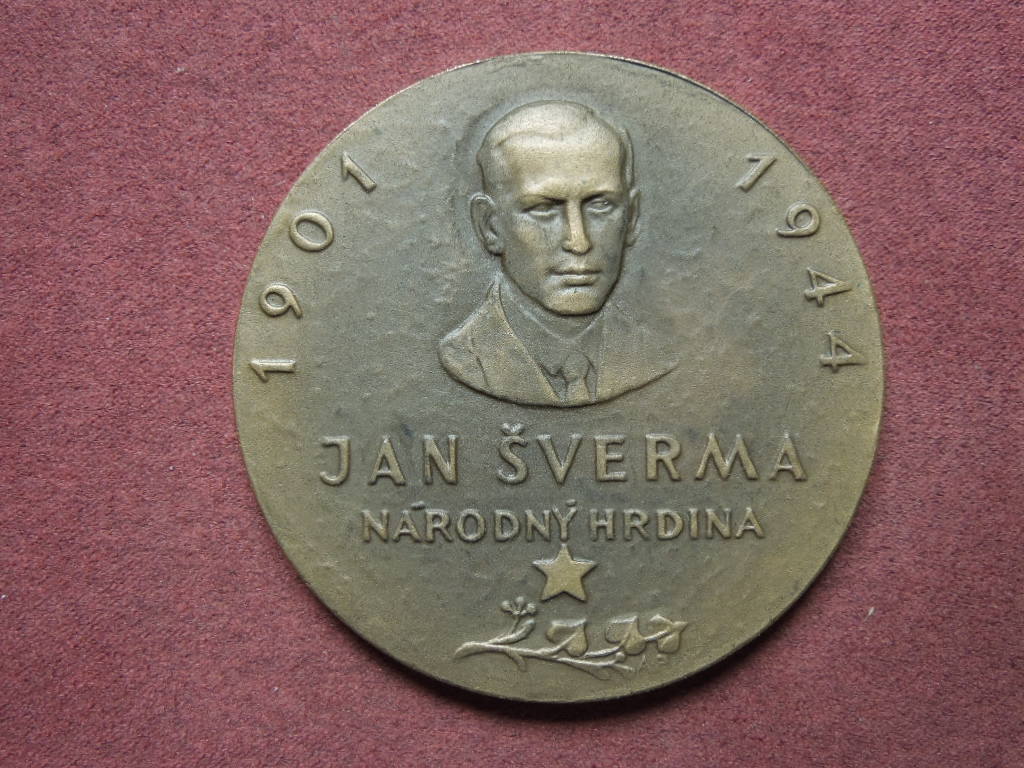 1901
1944
JAN ŠVERMA
NÁRODNÝ HRDINA